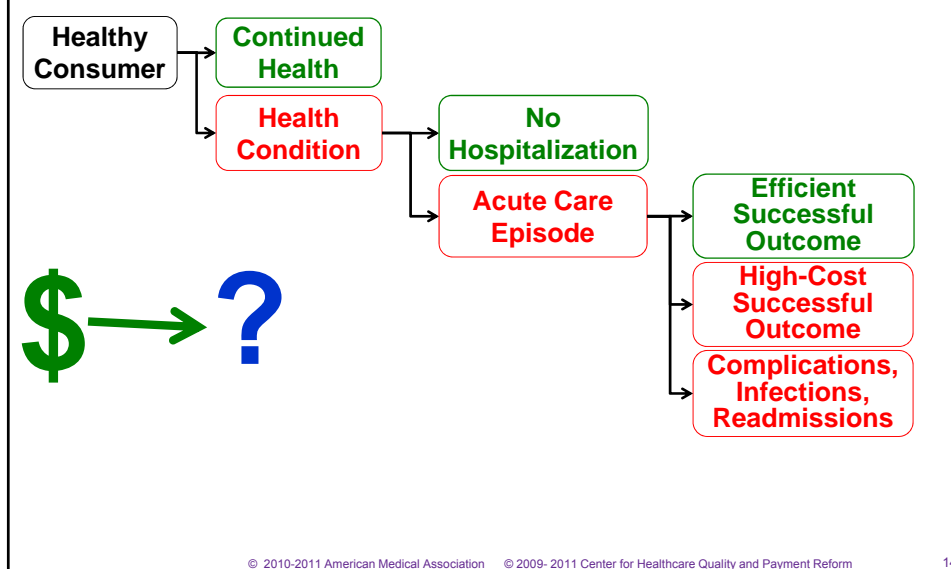 Healthy
Consumer
Continued
Health
Health
Condition
No
Hospitalization
Acute Care
Episode
Efficient
Successful
Outcome
High-Cost
Successful
Outcome
Complications,
Infections,
Readmissions
$ ?
© 2010-2011 American Medical Association © 2009- 2011 Center for Healthcare Quality and Payment Reform